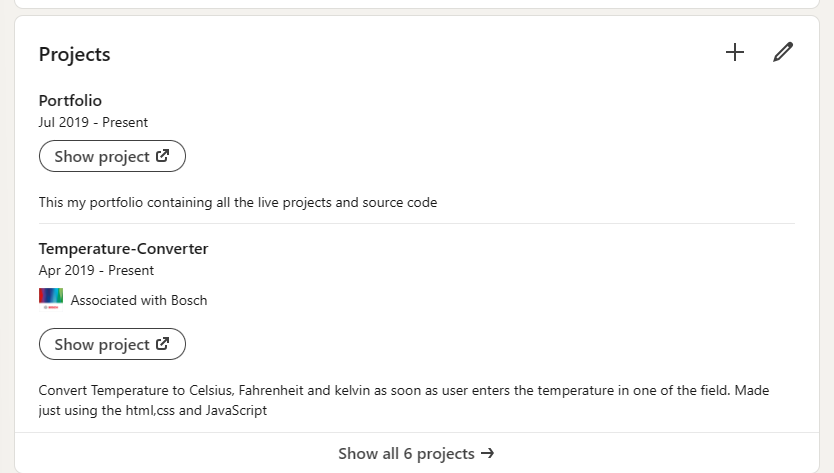 Projects
Portfolio
Jul 2019 - Present
Show project
This my portfolio containing all the live projects and source code
Temperature-Converter
Apr 2019 - Present
Associated with Bosch
Show project
Convert Temperature to Celsius, Fahrenheit and kelvin as soon as user enters the temperature in one of the field. Made
just using the html,css and JavaScript
Show all 6 projects →